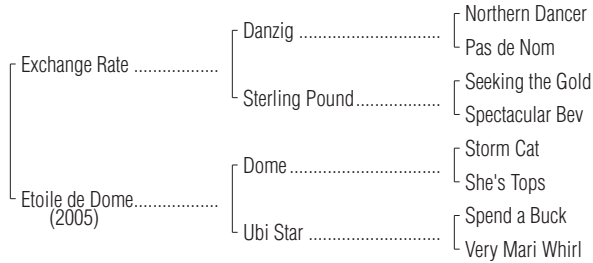 Northern Dancer
Danzig ..............................
Pas de Nom
Exchange Rate ..................
Seeking the Gold
Sterling Pound..................
Spectacular Bev
Storm Cat
Dome................................
She's Tops
Etoile de Dome..................
(2005)
Spend a Buck
Ubi Star ............................
Very Mari Whirl